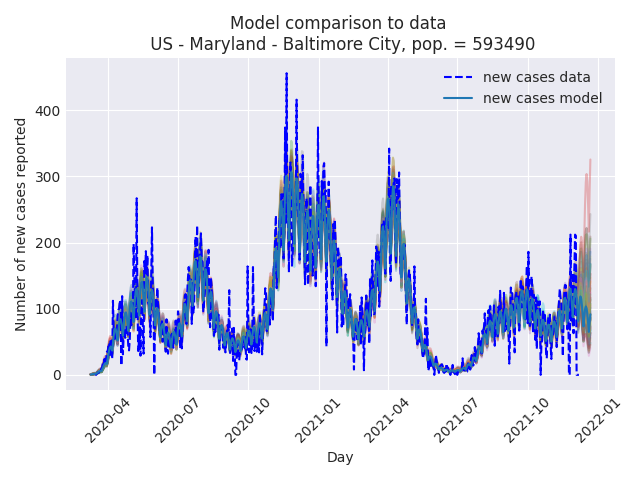 Model comparison to data
US - Maryland - Baltimore City, pop. = 593490
new cases data
new cases model
Number of new cases reported
400
300
200
100
0
2020-04
2020-07
2020-10
2021-01
2021-04
2021-07
2021-10
2022-01
Day